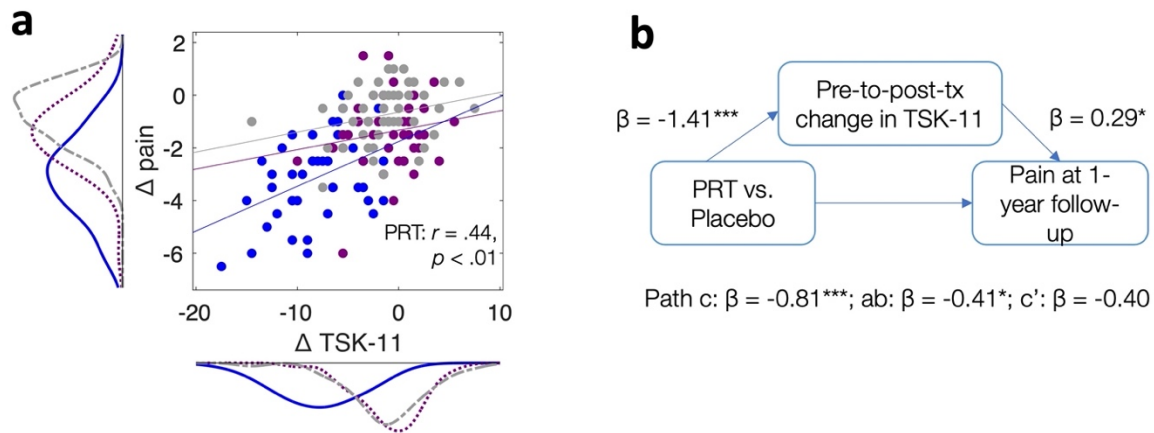 a
2
0
-2
-4
-6
Δ pain
PRT: r = .44,
p < .01
-20
-10
0
10
Δ TSK-11
b
Pre-to-post-tx
change in TSK-11
β = -1.41***
β = 0.29*
PRT vs.
Placebo
Pain at 1-
year follow-
up
Path c: β = -0.81***; ab: β = -0.41*; c’: β = -0.40